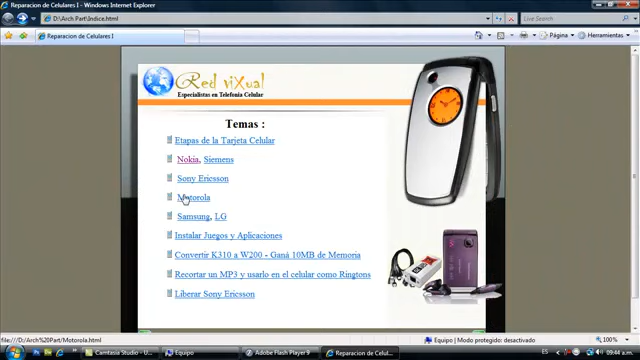 Reparacion de Celulares I - Windows Internet Explorer
D:\Arch Part\Indice.html
Live Search
Reparacion de Celulares I
Página
Herramientas
Red viXual
Especialistas en Telefonía Celular
Temas :
Etapas de la Tarjeta Celular
Nokia, Siemens
Sony Ericsson
Motorola
Samsung, LG
Instalar Juegos y Aplicaciones
Convertir K310 a W200 - Ganá 10MB de Memoria
Recortar un MP3 y usarlo en el celular como Ringtons
Liberar Sony Ericsson
file:///D:/Arch%20Part/Motorola.html
Equipo | Modo protegido: desactivado
100%
Camtasia Studio - U...
Equipo
Adobe Flash Player 9
Reparacion de Celul...
ES
09:44 a.m.